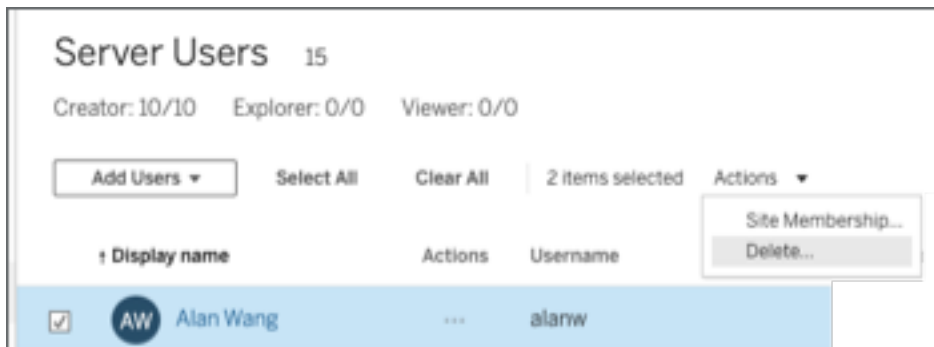 Server Users 15
Creator: 10/10 Explorer: 0/0 Viewer: 0/0
Add Users Select All Clear All 2 items selected Actions
Site Membership...
Delete...
↑ Display name Actions Username
AW Alan Wang ... alanw